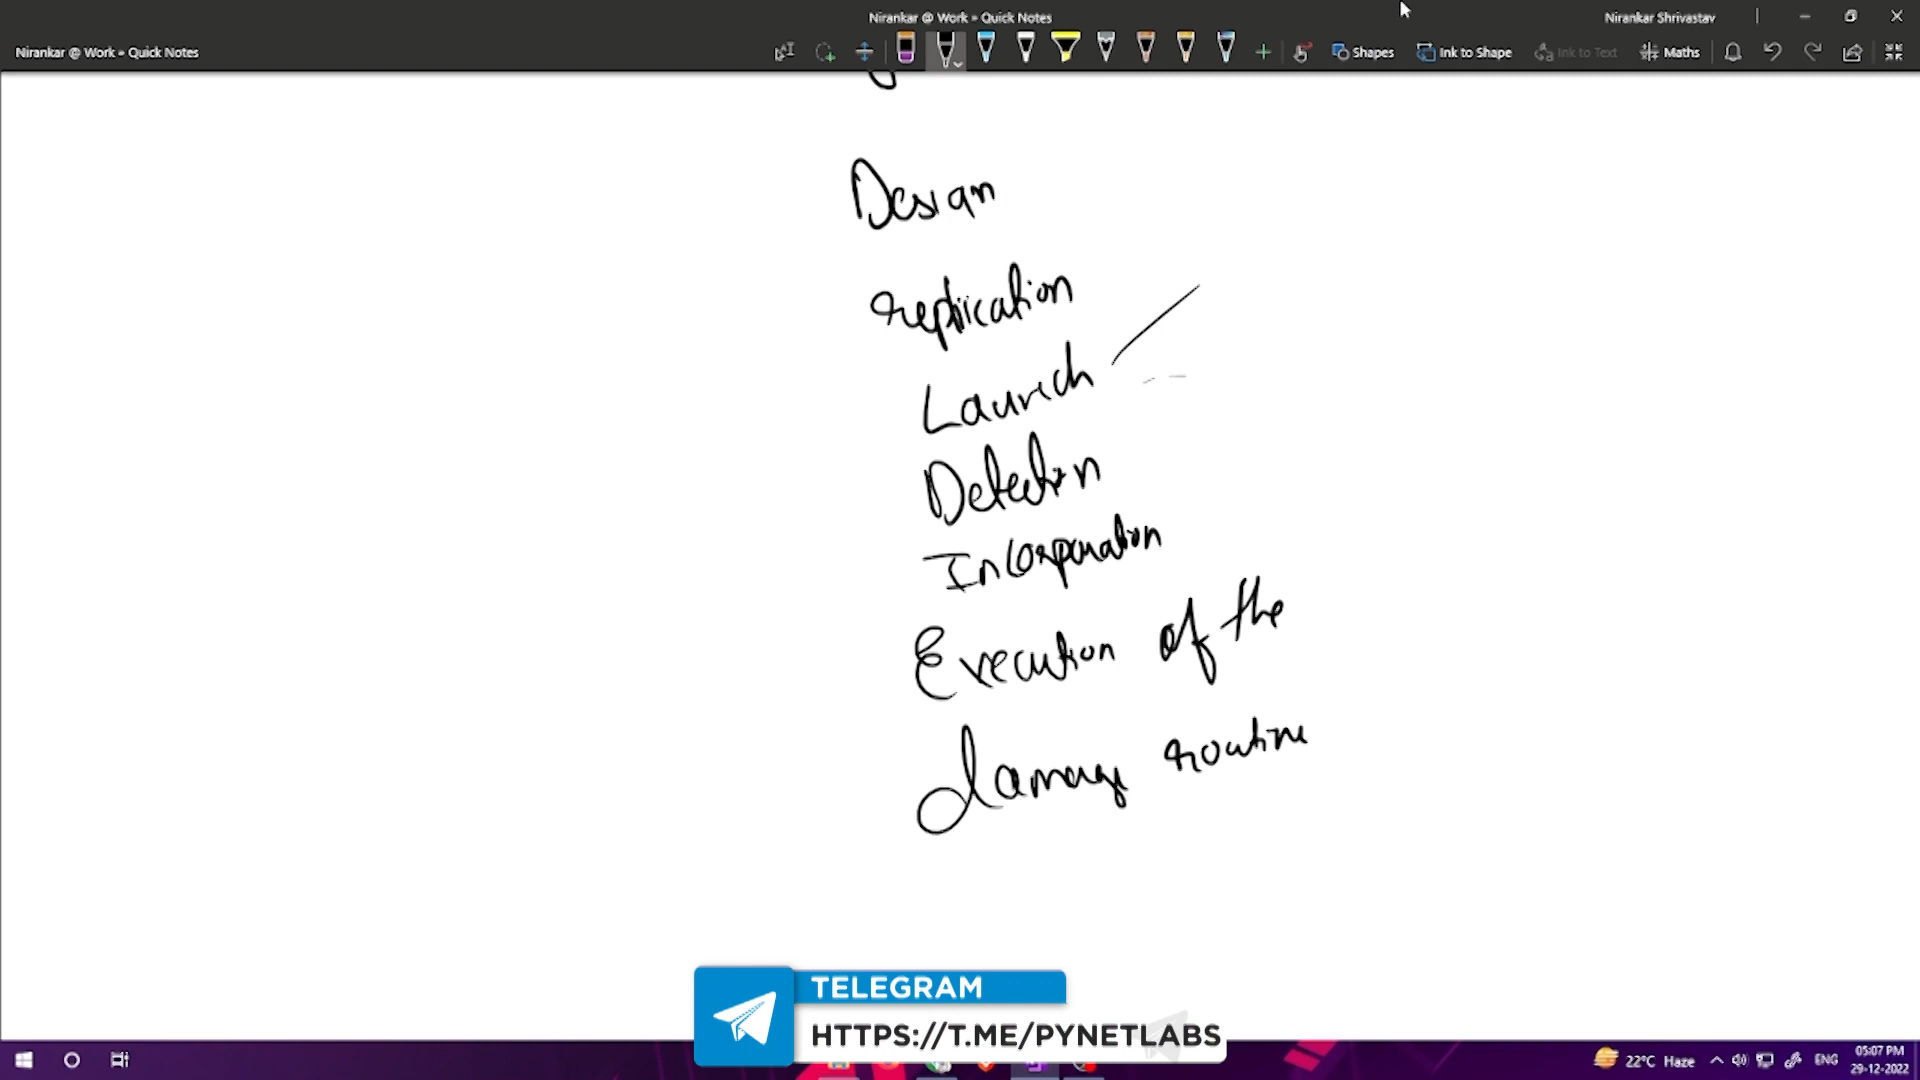 Nirankar @ Work » Quick Notes
Nirankar Shrivastav
Nirankar @ Work » Quick Notes
Shapes
Ink to Shape
Ink to Text
Maths
Design
replication
Launch
Detection
Incorporation
Execution of the
damage routine
TELEGRAM
HTTPS://T.ME/PYNETLABS
22°C Haze
ENG
05:07 PM
29-12-2022